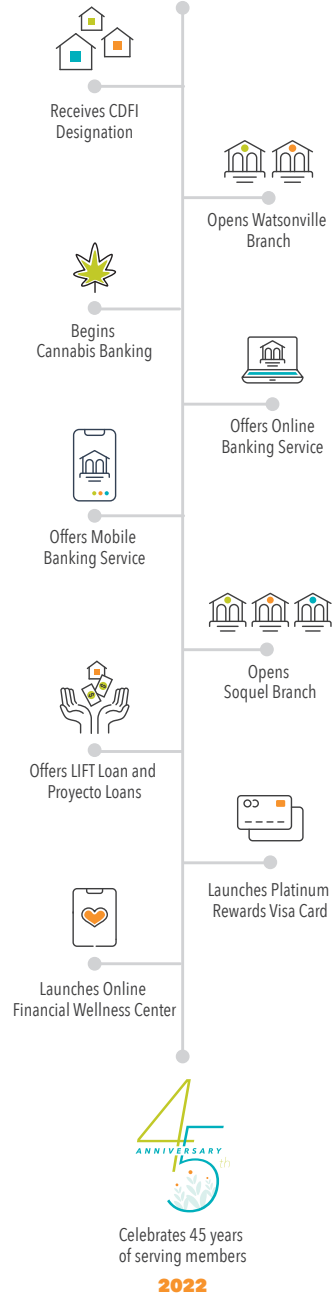 Receives CDFI
Designation
Opens Watsonville
Branch
Begins
Cannabis Banking
Offers Online
Banking Service
Offers Mobile
Banking Service
Opens
Soquel Branch
$ $
Offers LIFT Loan and
Proyecto Loans
Launches Platinum
Rewards Visa Card
Launches Online
Financial Wellness Center
45th
ANNIVERSARY
Celebrates 45 years
of serving members
2022